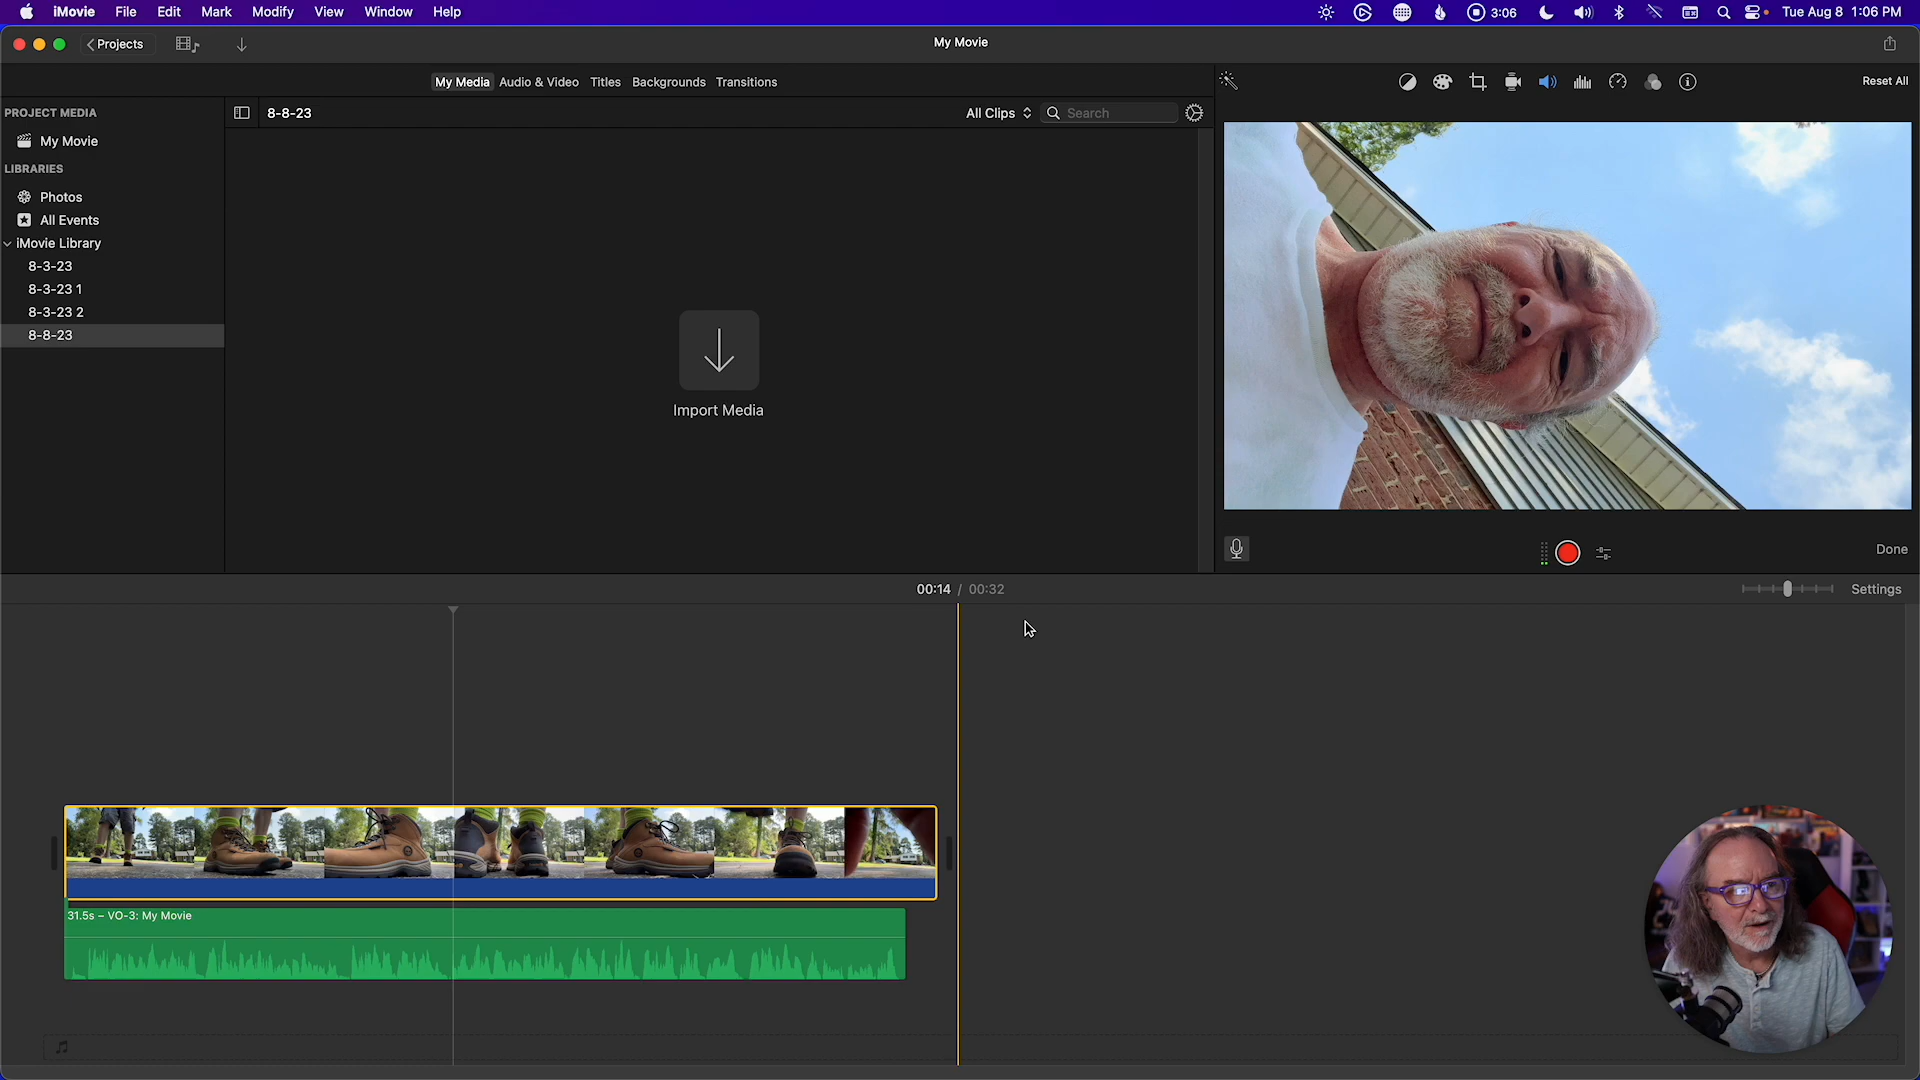 iMovie File Edit Mark Modify View Window Help
3:06 Tue Aug 8 1:06 PM
Projects
My Movie
My Media Audio & Video Titles Backgrounds Transitions
Reset All
PROJECT MEDIA
8-8-23
All Clips
Search
My Movie
LIBRARIES
Photos
All Events
iMovie Library
8-3-23
8-3-23 1
8-3-23 2
8-8-23
Import Media
Done
00:14 / 00:32
Settings
31.5s – VO-3: My Movie